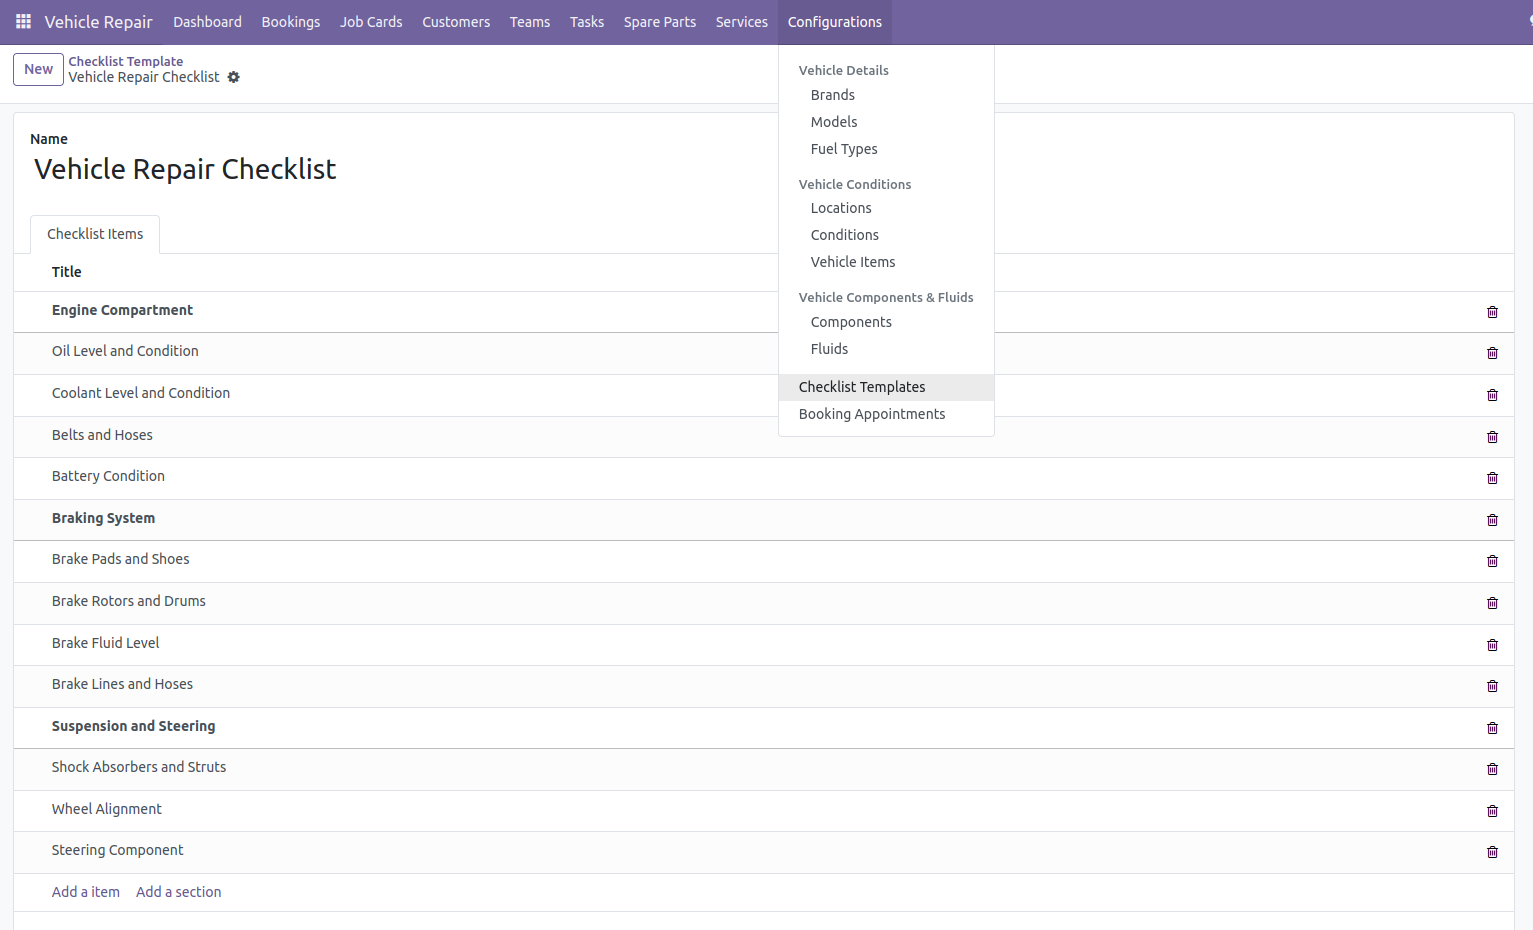 Vehicle Repair Dashboard Bookings Job Cards Customers Teams Tasks Spare Parts Services Configurations
New
Checklist Template
Vehicle Repair Checklist
Vehicle Details
Brands
Models
Fuel Types
Vehicle Conditions
Locations
Conditions
Vehicle Items
Vehicle Components & Fluids
Components
Fluids
Checklist Templates
Booking Appointments
Name
Vehicle Repair Checklist
Checklist Items
Title
Engine Compartment
Oil Level and Condition
Coolant Level and Condition
Belts and Hoses
Battery Condition
Braking System
Brake Pads and Shoes
Brake Rotors and Drums
Brake Fluid Level
Brake Lines and Hoses
Suspension and Steering
Shock Absorbers and Struts
Wheel Alignment
Steering Component
Add a item Add a section